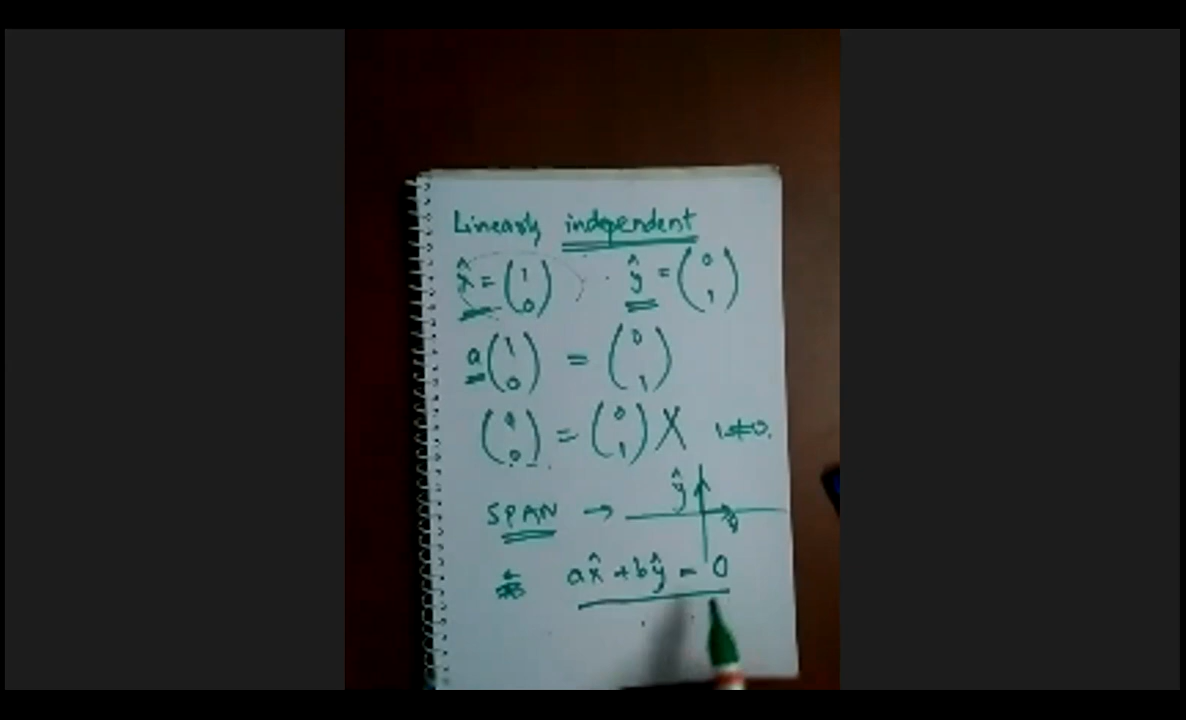 Linearly independent
x̂ = (1 0) ŷ = (0 1)
a (1 0) = (0 1)
(a 0) = (0 1) X 1≠0.
SPAN → ŷ
ax̂ + bŷ = 0